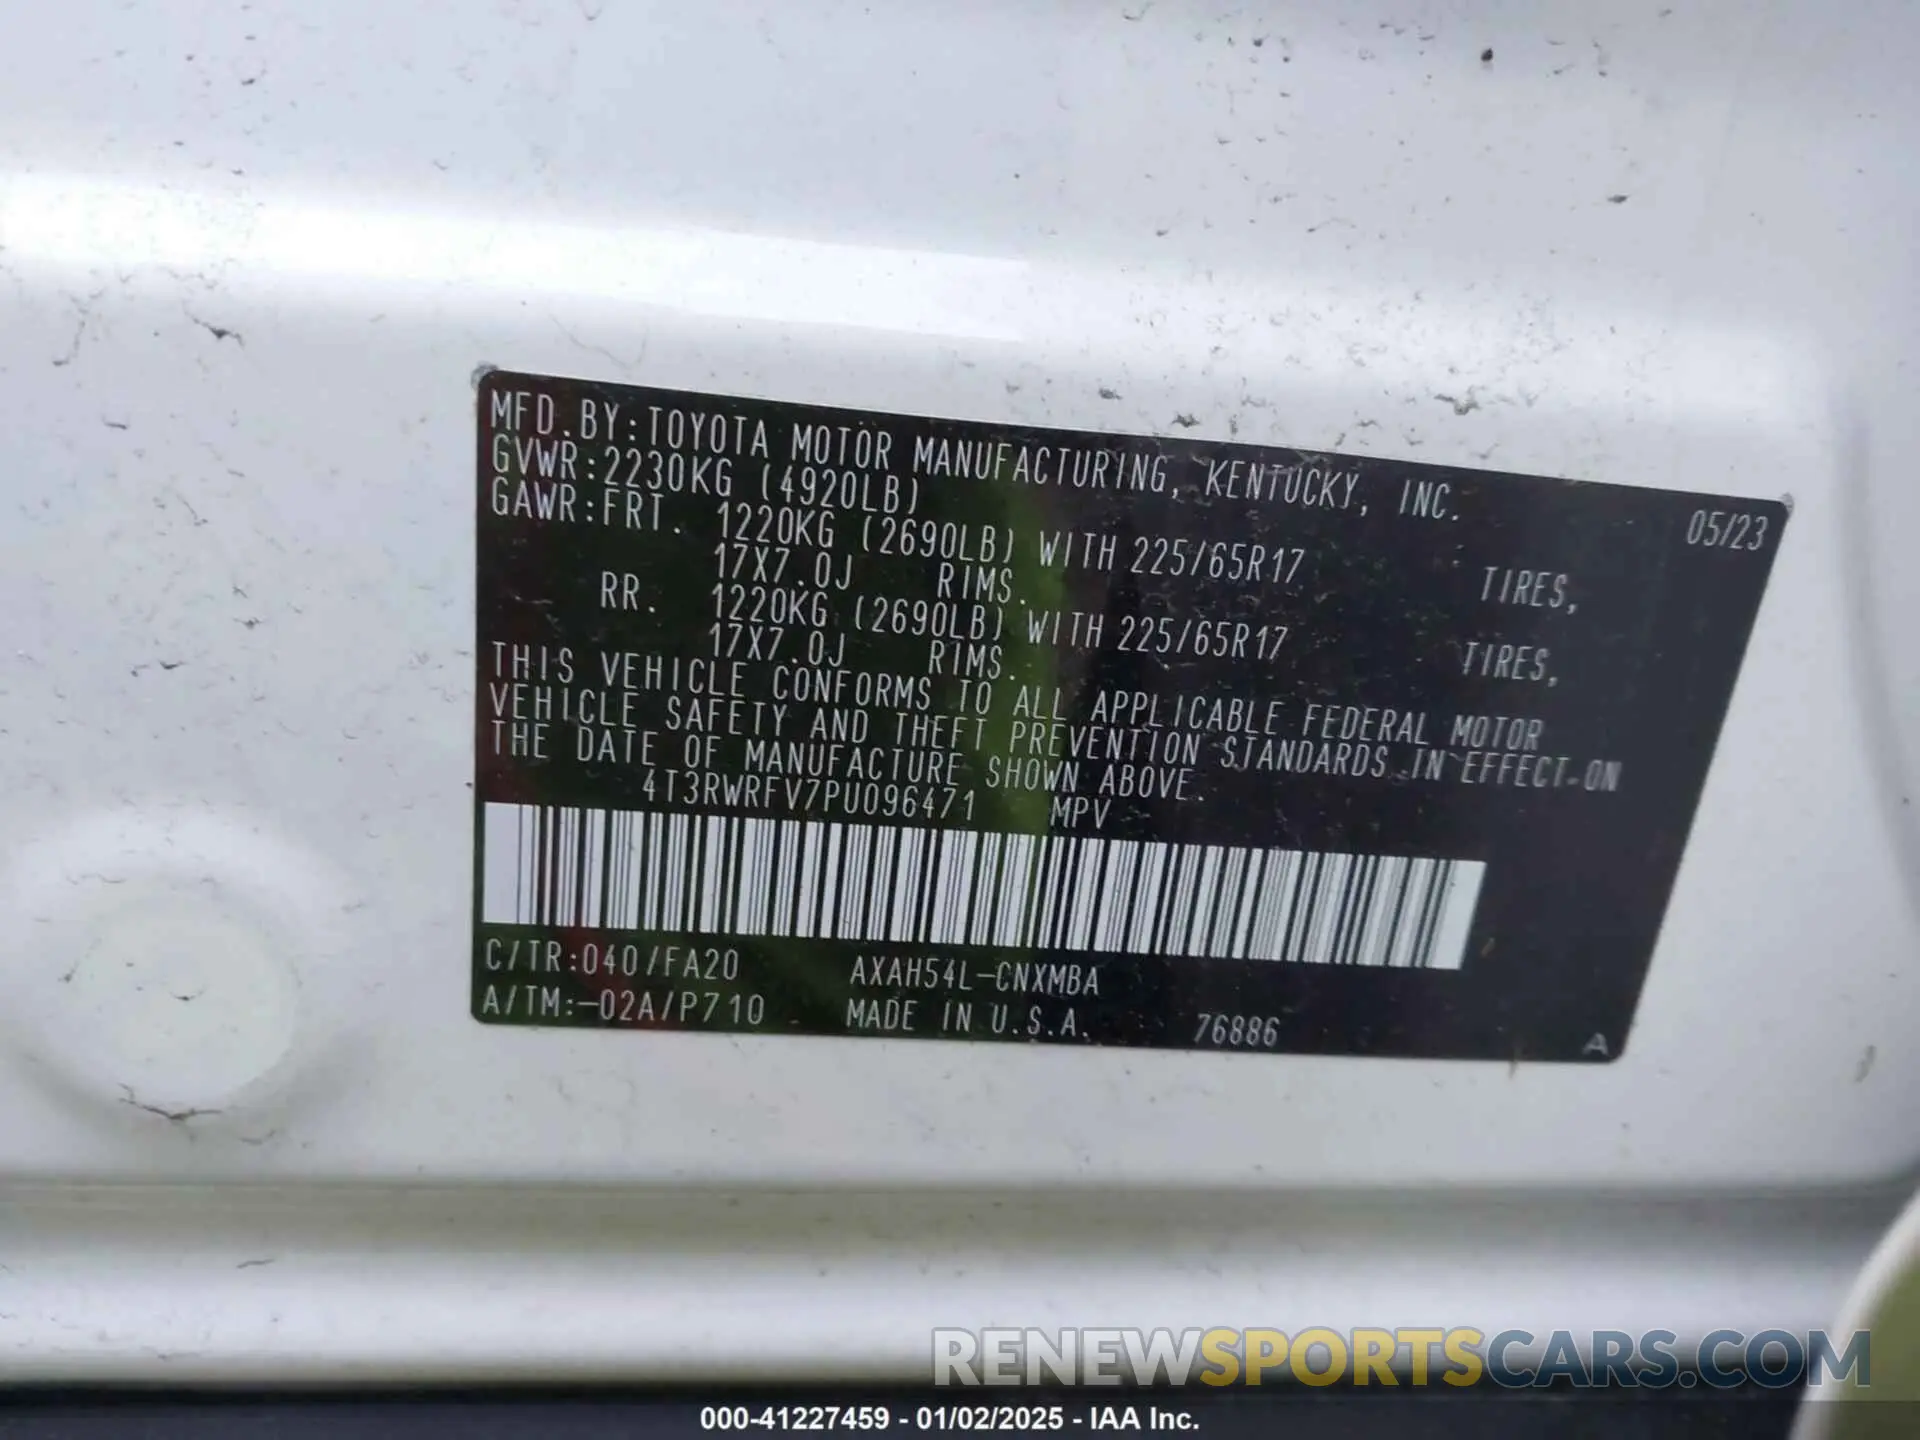 MFD.BY:TOYOTA MOTOR MANUFACTURING, KENTUCKY, INC. 05/23
GVWR:2230KG (4920LB)
GAWR:FRT. 1220KG (2690LB) WITH 225/65R17 TIRES,
17X7.0J RIMS.
RR. 1220KG (2690LB) WITH 225/65R17 TIRES,
17X7.0J RIMS.
THIS VEHICLE CONFORMS TO ALL APPLICABLE FEDERAL MOTOR
VEHICLE SAFETY AND THEFT PREVENTION STANDARDS IN EFFECT ON
THE DATE OF MANUFACTURE SHOWN ABOVE.
4T3RWRFV7PU096471 MPV
C/TR:040/FA20 AXAH54L-CNXMBA
A/TM:-02A/P710 MADE IN U.S.A. 76886 A
RENEWSPORTSCARS.COM
000-41227459 - 01/02/2025 - IAA Inc.